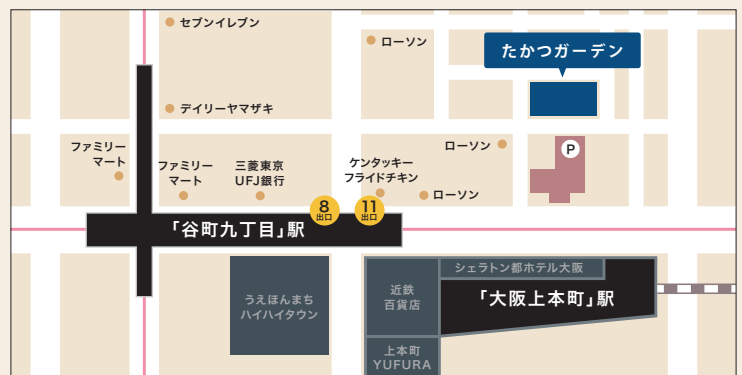 セブンイレブン
ローソン
たかつガーデン
デイリーヤマザキ
ファミリー
マート
ファミリー
マート
三菱東京
UFJ銀行
ケンタッキー
フライドチキン
ローソン
P
ローソン
8
出口
11
出口
「谷町九丁目」駅
うえほんまち
ハイハイタウン
近鉄
百貨店
シェラトン都ホテル大阪
「大阪上本町」駅
上本町
YUFURA